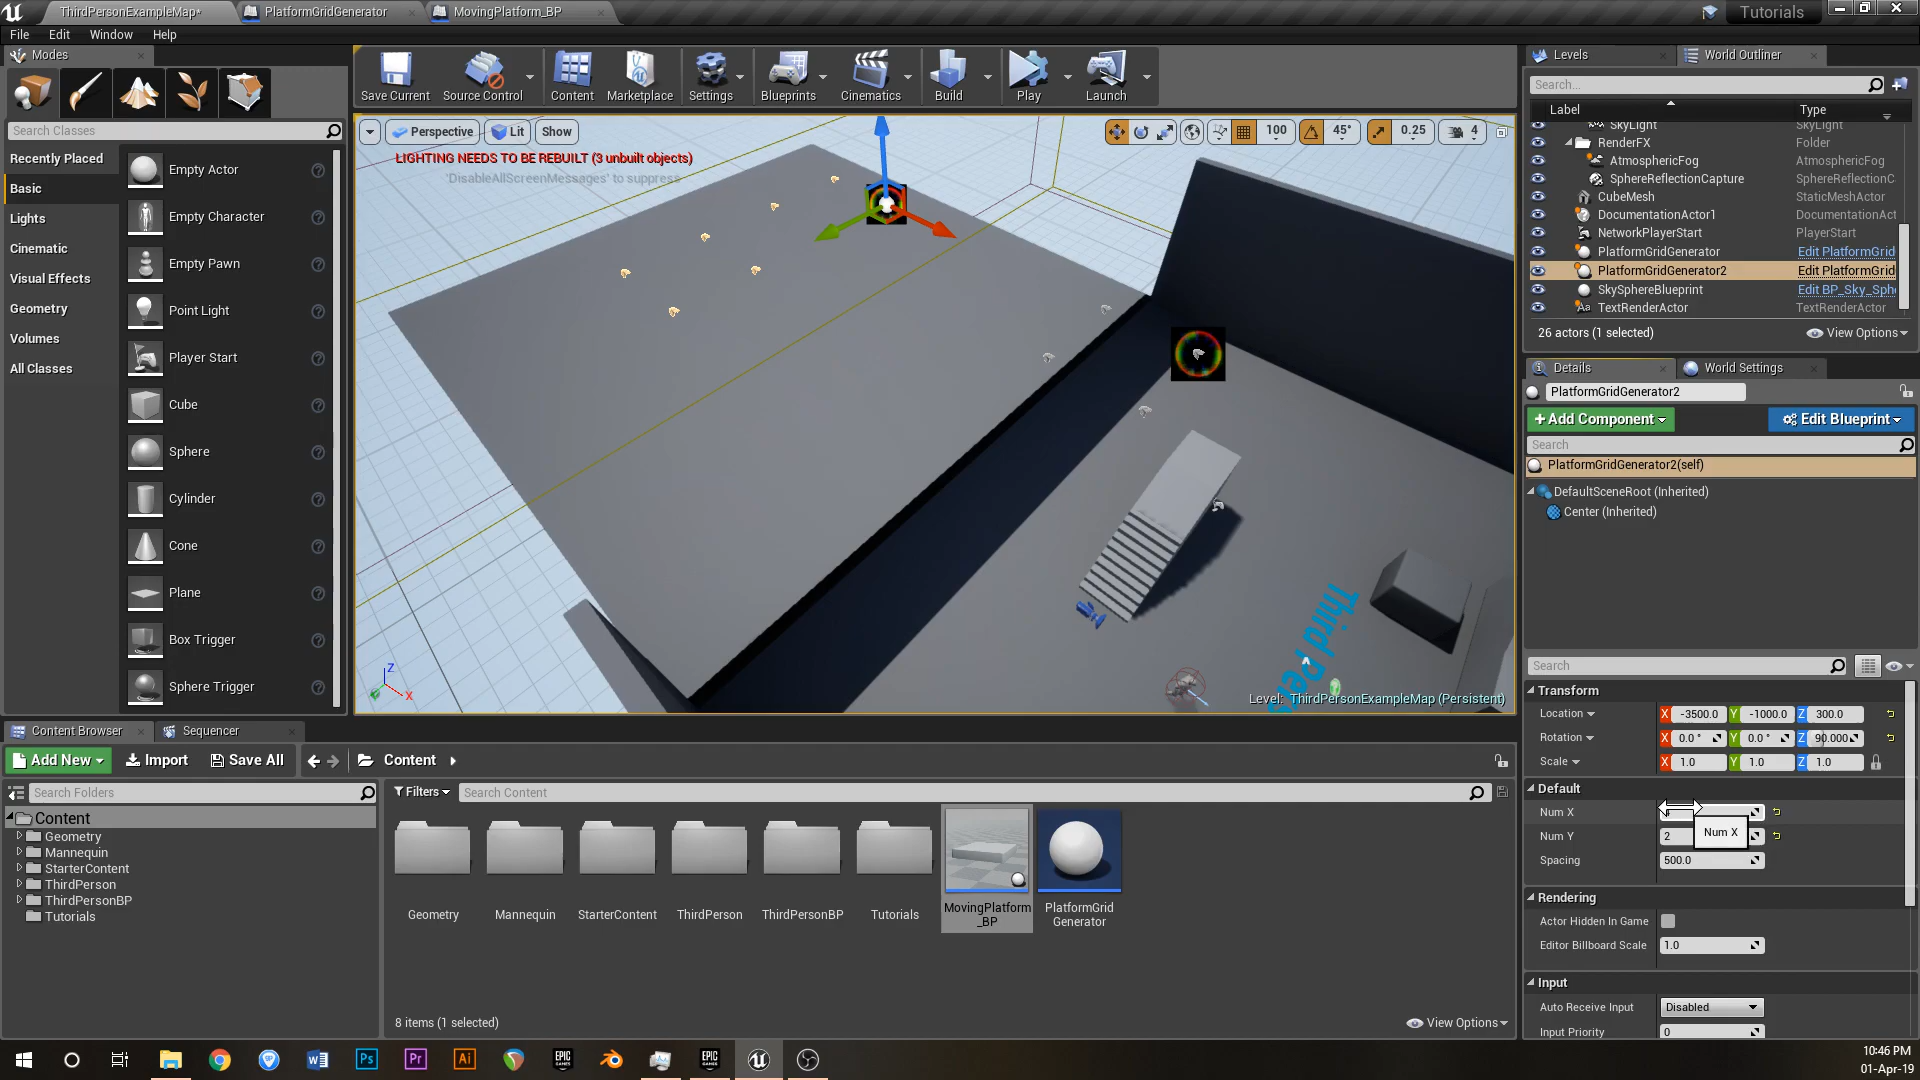 ThirdPersonExampleMap*
PlatformGridGenerator
MovingPlatform_BP
Tutorials
File
Edit
Window
Help
Modes
Search Classes
Recently Placed
Basic
Lights
Cinematic
Visual Effects
Geometry
Volumes
All Classes
Empty Actor
Empty Character
Empty Pawn
Point Light
Player Start
Cube
Sphere
Cylinder
Cone
Plane
Box Trigger
Sphere Trigger
Save Current
Source Control
Content
Marketplace
Settings
Blueprints
Cinematics
Build
Play
Launch
Perspective
Lit
Show
100
45°
0.25
4
LIGHTING NEEDS TO BE REBUILT (3 unbuilt objects)
'DisableAllScreenMessages' to suppress
Third Pers
Z
X
Level: ThirdPersonExampleMap (Persistent)
Levels
World Outliner
Search...
Label
Type
SkyLight
SkyLight
RenderFX
Folder
AtmosphericFog
AtmosphericFog
SphereReflectionCapture
SphereReflectionC
CubeMesh
StaticMeshActor
DocumentationActor1
DocumentationAct
NetworkPlayerStart
PlayerStart
PlatformGridGenerator
Edit PlatformGrid
PlatformGridGenerator2
Edit PlatformGrid
SkySphereBlueprint
Edit BP_Sky_Sph
TextRenderActor
TextRenderActor
26 actors (1 selected)
View Options
Details
World Settings
PlatformGridGenerator2
+Add Component
Edit Blueprint
Search
PlatformGridGenerator2(self)
DefaultSceneRoot (Inherited)
Center (Inherited)
Search
Transform
Location
X -3500.0 Y -1000.0 Z 300.0
Rotation
X 0.0° Y 0.0° Z 90.000
Scale
X 1.0 Y 1.0 Z 1.0
Default
Num X
Num Y
2
Num X
Spacing
500.0
Rendering
Actor Hidden In Game
Editor Billboard Scale
1.0
Input
Auto Receive Input
Disabled
Input Priority
0
Content Browser
Sequencer
Add New
Import
Save All
Content
Search Folders
Content
Geometry
Mannequin
StarterContent
ThirdPerson
ThirdPersonBP
Tutorials
Filters
Search Content
Geometry
Mannequin
StarterContent
ThirdPerson
ThirdPersonBP
Tutorials
MovingPlatform
_BP
PlatformGrid
Generator
8 items (1 selected)
View Options
W
Ps
Pr
Ai
EPIC
GAMES
EPIC
GAMES
10:46 PM
01-Apr-19